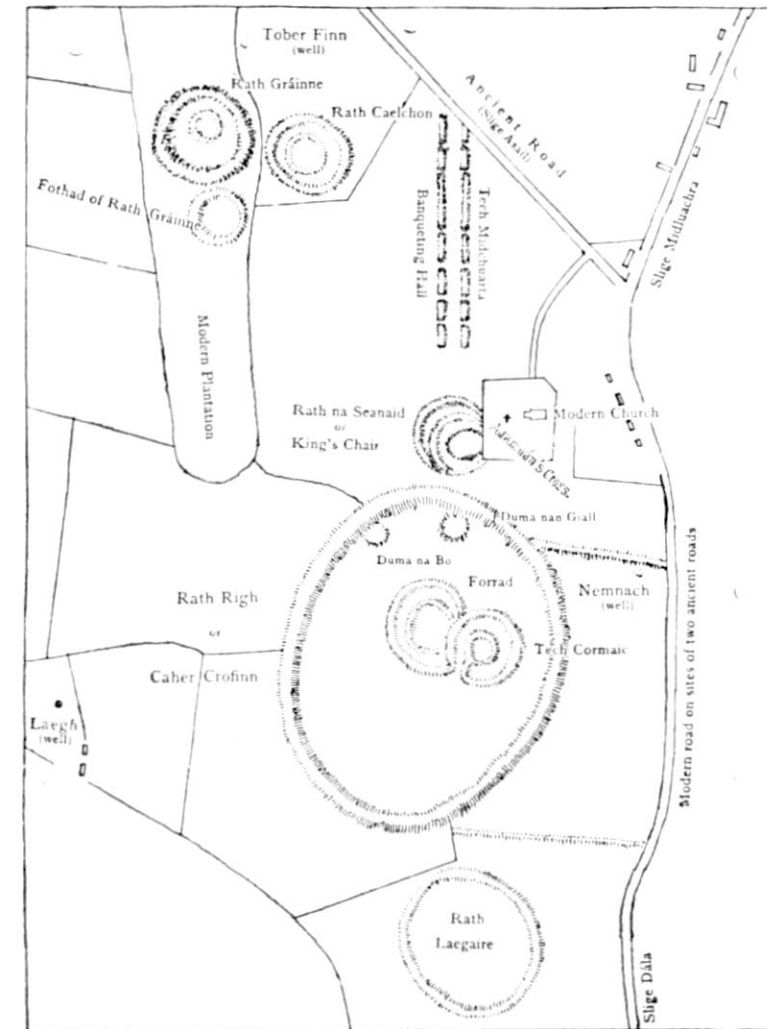 Tober Finn
(well)
Rath Gráinne
Rath Caelchon
Ancient Road
(Slige Asail)
Fothad of Rath Gráinne
Banqueting Hall
Tech Midchuarta
Slige Midluachra
Modern Plantation
Rath na Seanaid
or
King's Chair
Modern Church
Adamnán's Cross.
Duma nan Giall
Duma na Bo
Forrad
Nemnach
(well)
Rath Righ
or
Caher Crofinn
Tech Cormaic
Laegh
(well)
Modern road on sites of two ancient roads
Rath
Laegaire
Slige Dála